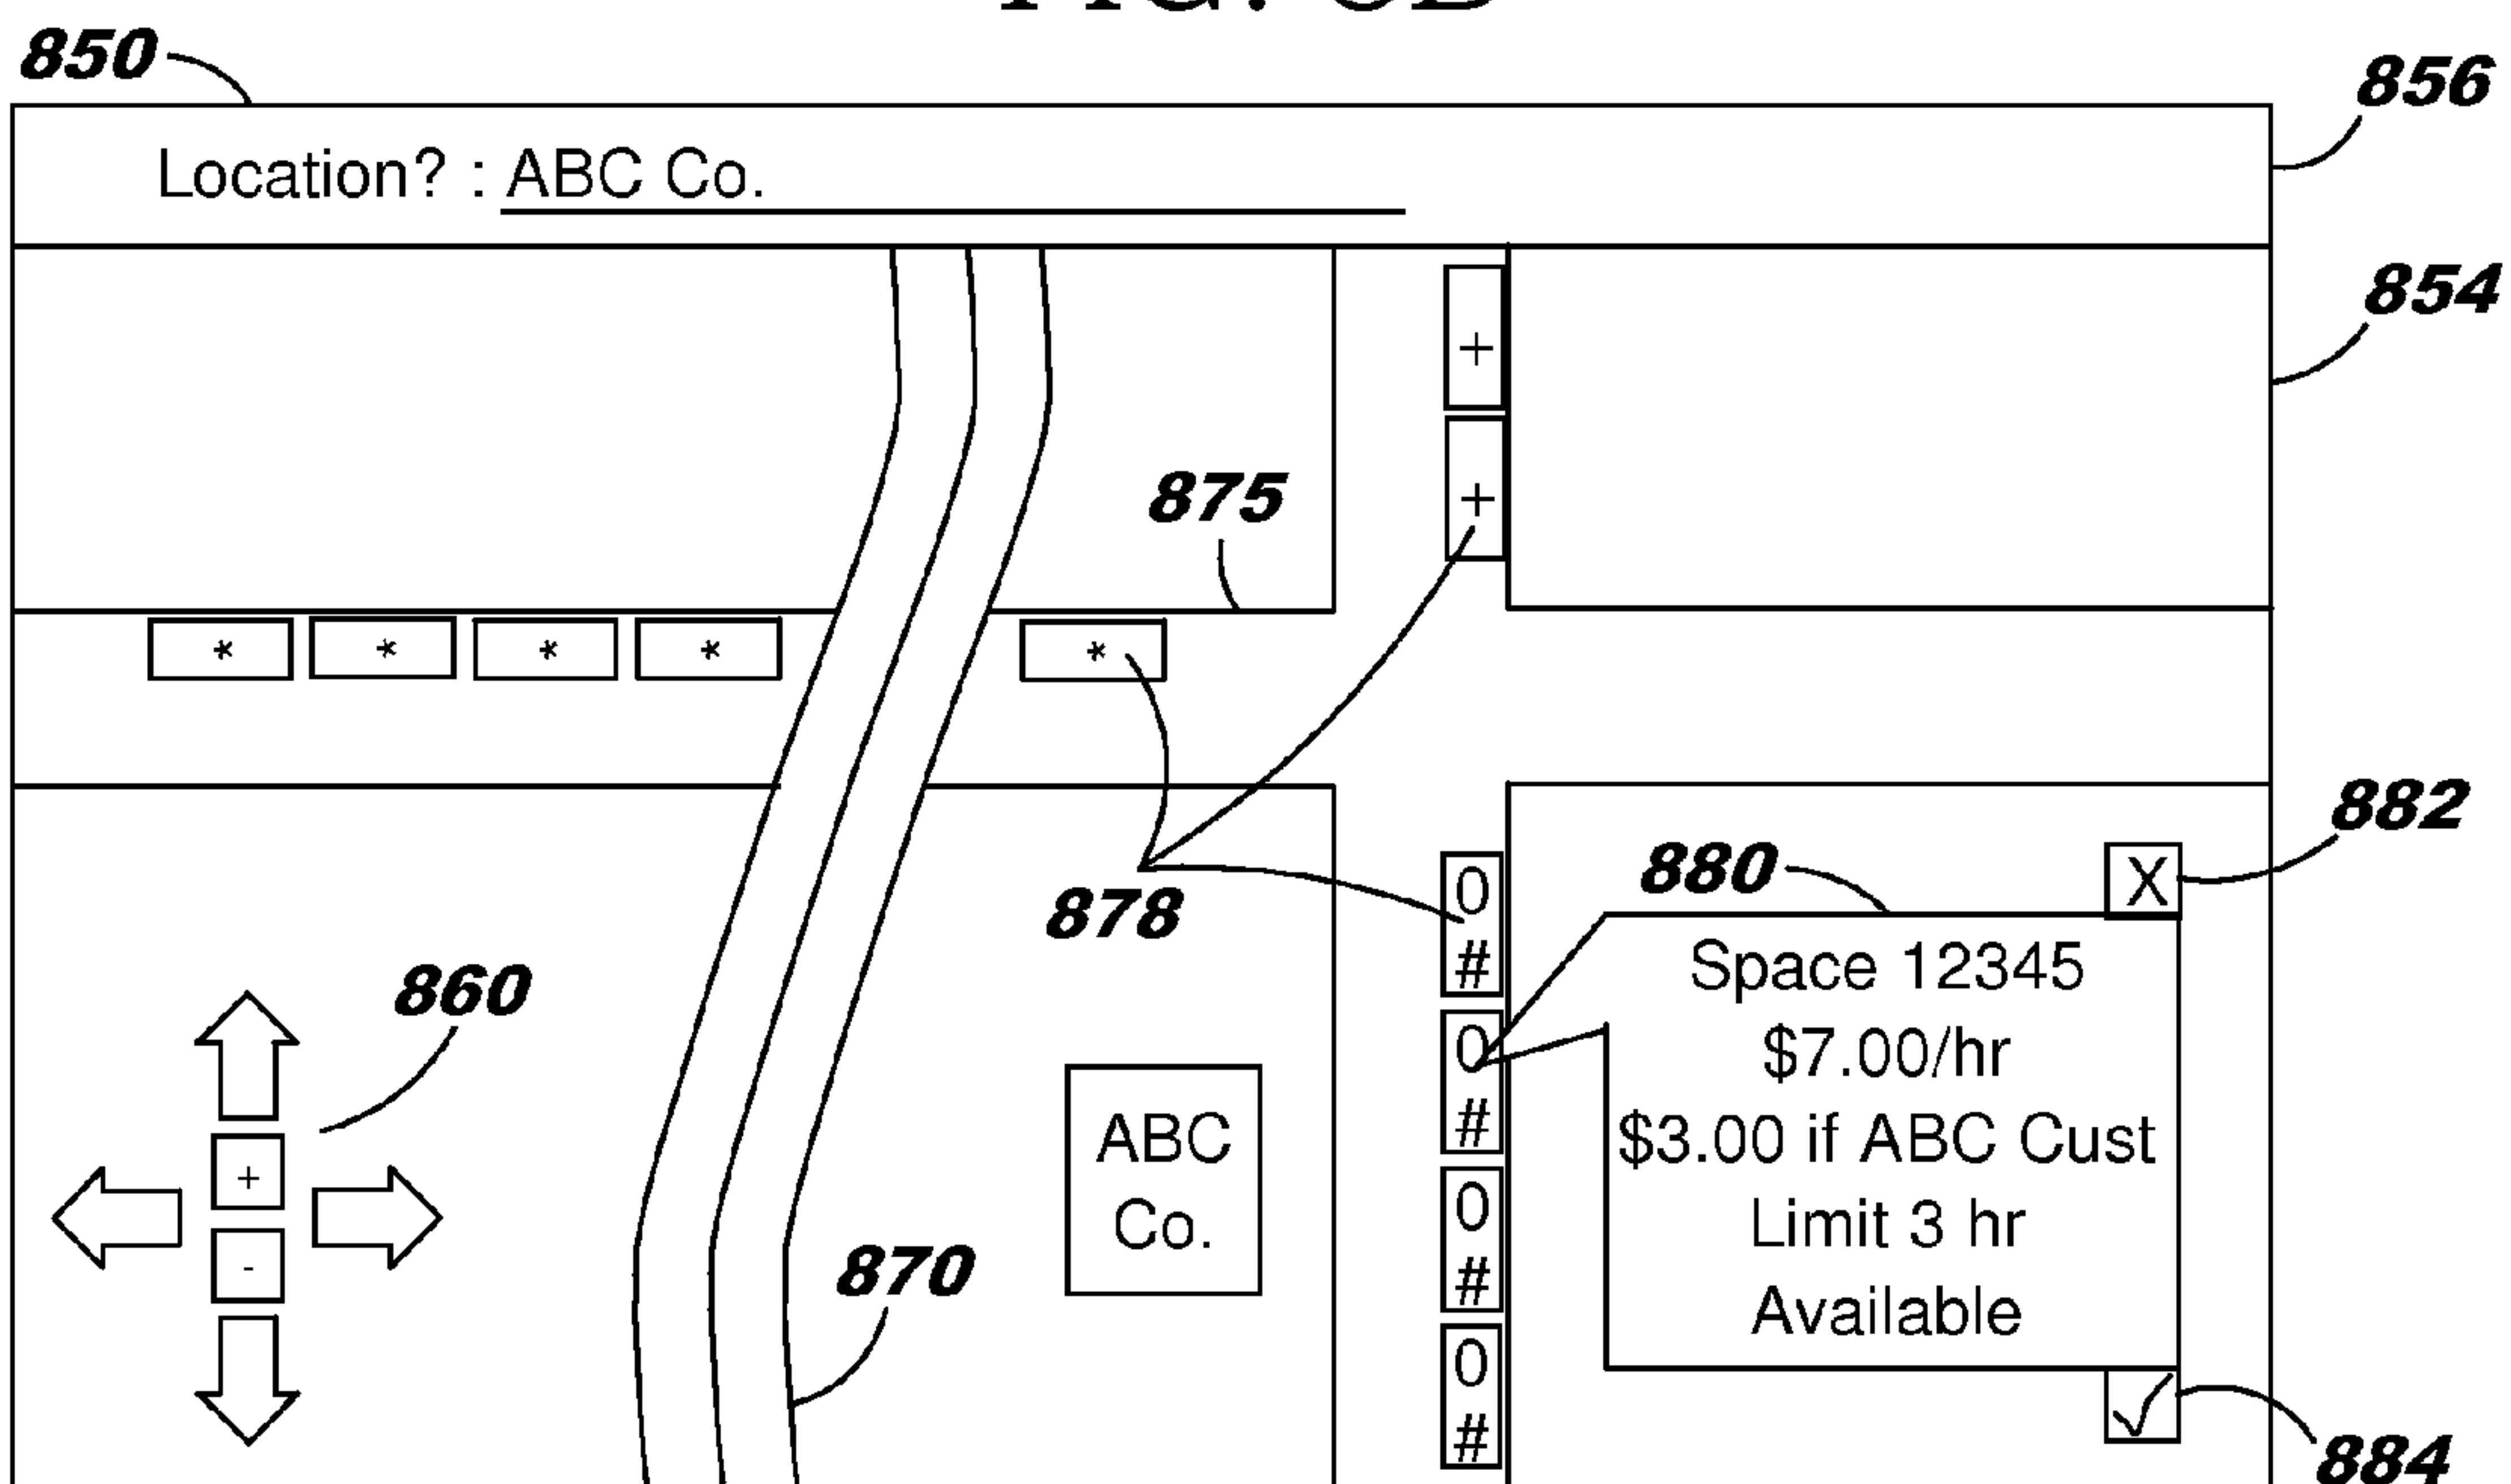 850
856
Location? : ABC Co.
854
+
+
875
* * * * *
882
880
X
878
0
#
0
#
0
#
0
#
Space 12345
$7.00/hr
$3.00 if ABC Cust
Limit 3 hr
Available
860
+
-
ABC
Co.
870
884